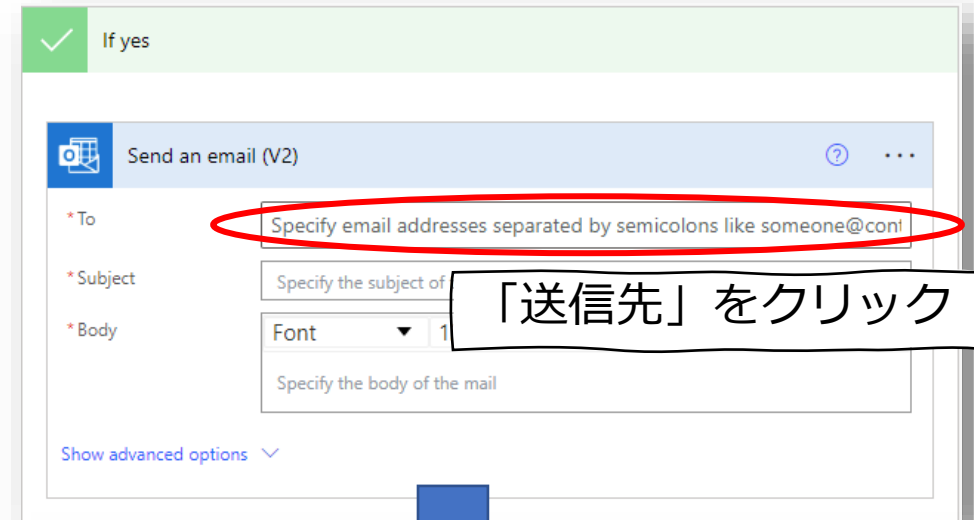 If yes
Send an email (V2)
* To
Specify email addresses separated by semicolons like someone@cont
* Subject
Specify the subject of
「送信先」をクリック
* Body
Font
Specify the body of the mail
Show advanced options